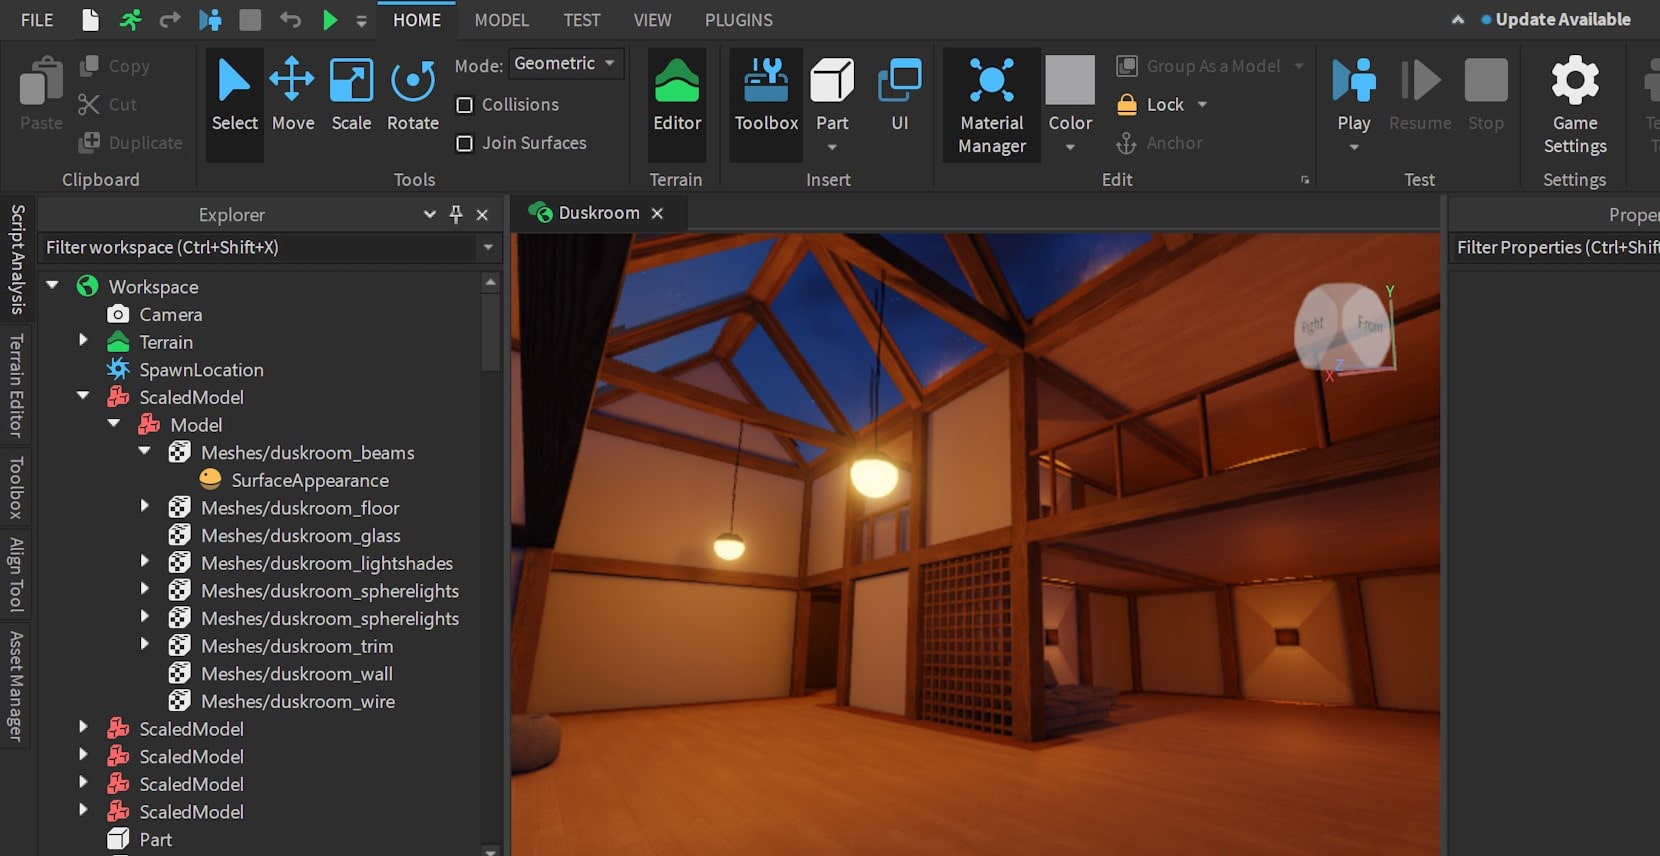 FILE
HOME
MODEL
TEST
VIEW
PLUGINS
Update Available
Paste
Copy
Cut
Duplicate
Clipboard
Select
Move
Scale
Rotate
Mode:
Geometric
Collisions
Join Surfaces
Tools
Editor
Terrain
Toolbox
Part
UI
Insert
Material
Manager
Color
Group As a Model
Lock
Anchor
Edit
Play
Resume
Stop
Test
Game
Settings
Settings
Script Analysis
Terrain Editor
Toolbox
Align Tool
Asset Manager
Explorer
Filter workspace (Ctrl+Shift+X)
Workspace
Camera
Terrain
SpawnLocation
ScaledModel
Model
Meshes/duskroom_beams
SurfaceAppearance
Meshes/duskroom_floor
Meshes/duskroom_glass
Meshes/duskroom_lightshades
Meshes/duskroom_spherelights
Meshes/duskroom_spherelights
Meshes/duskroom_trim
Meshes/duskroom_wall
Meshes/duskroom_wire
ScaledModel
ScaledModel
ScaledModel
ScaledModel
Part
Duskroom
Right
Front
Y
Z
X
Proper
Filter Properties (Ctrl+Shift